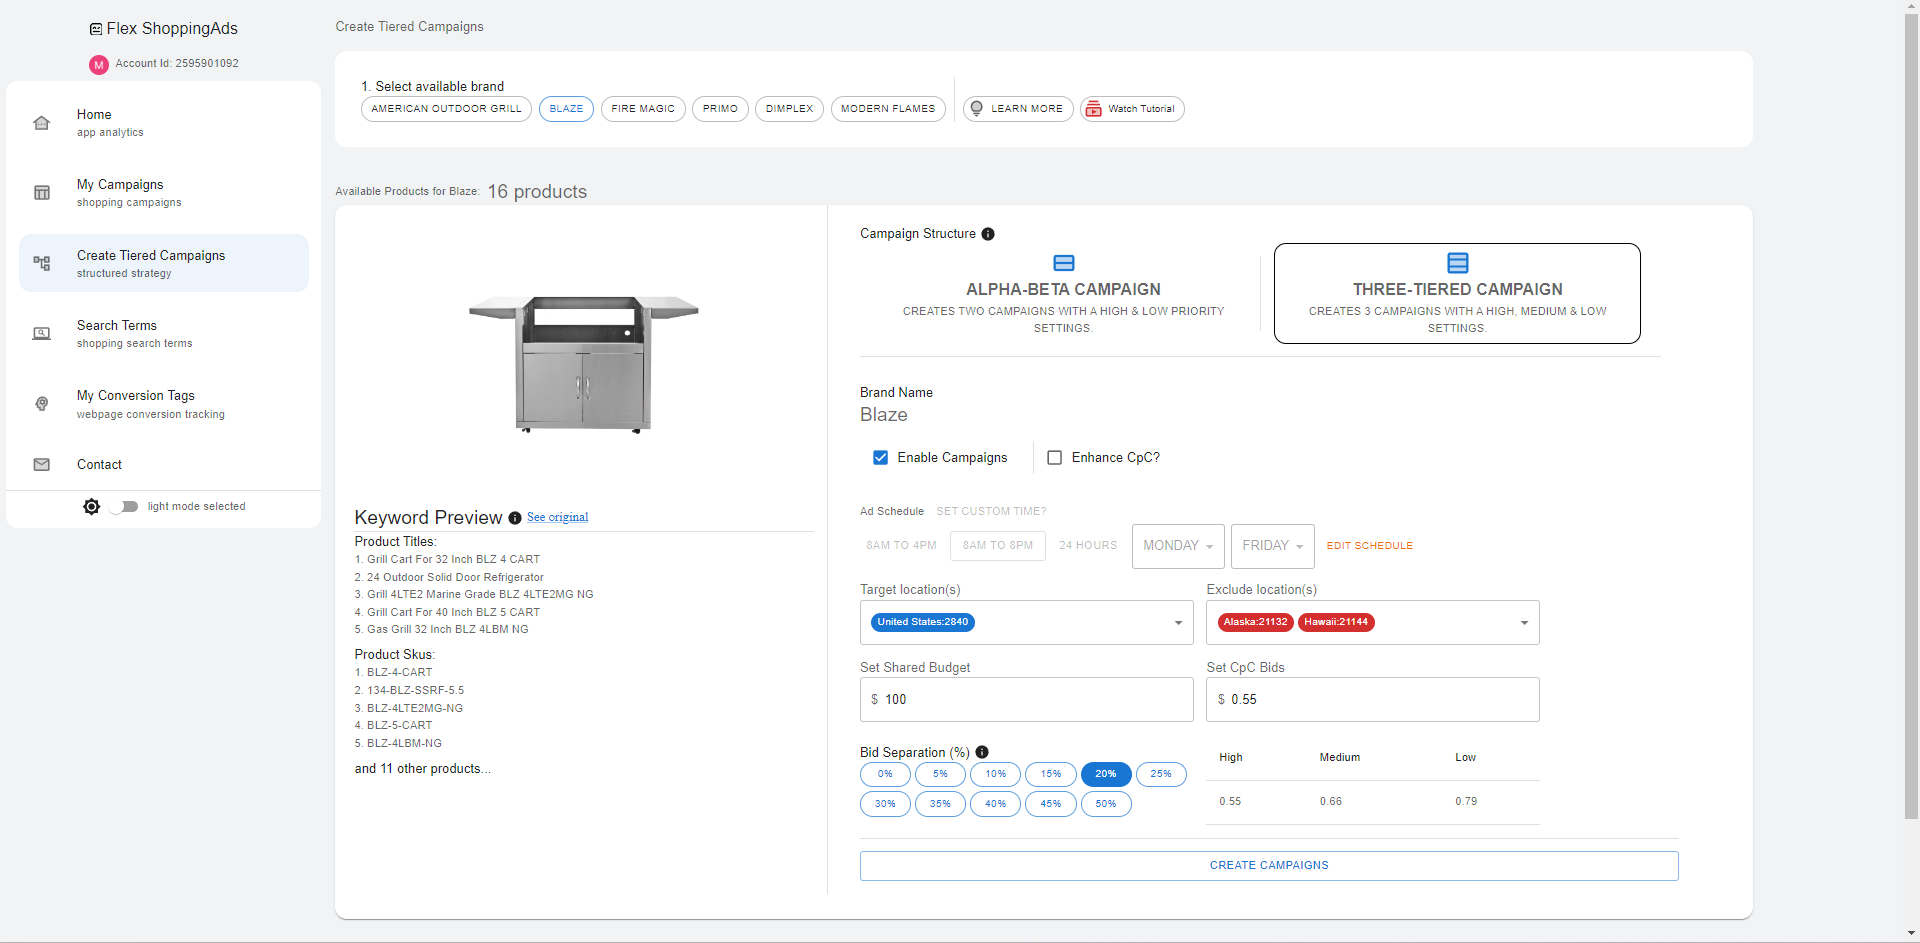 Flex ShoppingAds
M
Account Id: 2595901092
Home
app analytics
My Campaigns
shopping campaigns
Create Tiered Campaigns
structured strategy
Search Terms
shopping search terms
My Conversion Tags
webpage conversion tracking
Contact
light mode selected
Create Tiered Campaigns
1. Select available brand
AMERICAN OUTDOOR GRILL BLAZE FIRE MAGIC PRIMO DIMPLEX MODERN FLAMES LEARN MORE Watch Tutorial
Available Products for Blaze: 16 products
Keyword Preview See original
Product Titles:
1. Grill Cart For 32 Inch BLZ 4 CART
2. 24 Outdoor Solid Door Refrigerator
3. Grill 4LTE2 Marine Grade BLZ 4LTE2MG NG
4. Grill Cart For 40 Inch BLZ 5 CART
5. Gas Grill 32 Inch BLZ 4LBM NG
Product Skus:
1. BLZ-4-CART
2. 134-BLZ-SSRF-5.5
3. BLZ-4LTE2MG-NG
4. BLZ-5-CART
5. BLZ-4LBM-NG
and 11 other products...
Campaign Structure
ALPHA-BETA CAMPAIGN
CREATES TWO CAMPAIGNS WITH A HIGH & LOW PRIORITY
SETTINGS.
THREE-TIERED CAMPAIGN
CREATES 3 CAMPAIGNS WITH A HIGH, MEDIUM & LOW
SETTINGS.
Brand Name
Blaze
Enable Campaigns Enhance CpC?
Ad Schedule SET CUSTOM TIME?
8AM TO 4PM 8AM TO 8PM 24 HOURS MONDAY FRIDAY EDIT SCHEDULE
Target location(s) Exclude location(s)
United States:2840 Alaska:21132 Hawaii:21144
Set Shared Budget Set CpC Bids
$ 100 $ 0.55
Bid Separation (%)
0% 5% 10% 15% 20% 25%
30% 35% 40% 45% 50%
High Medium Low
0.55 0.66 0.79
CREATE CAMPAIGNS